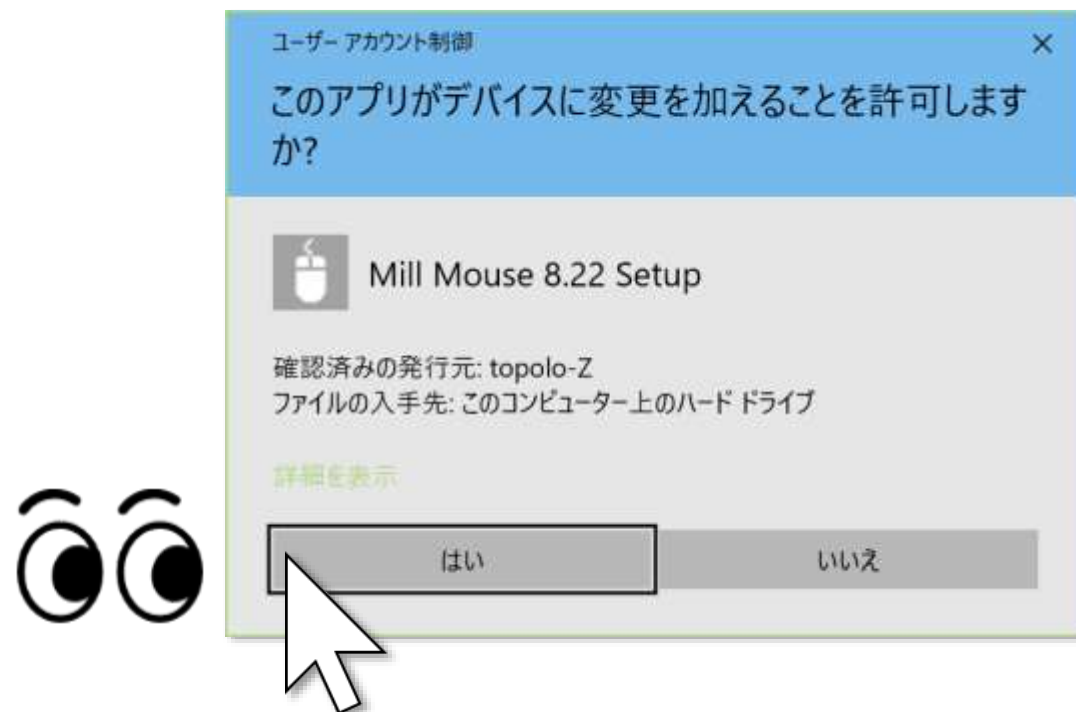 ユーザー アカウント制御
このアプリがデバイスに変更を加えることを許可します
か?
Mill Mouse 8.22 Setup
確認済みの発行元: topolo-Z
ファイルの入手先: このコンピューター上のハード ドライブ
詳細を表示
はい
いいえ